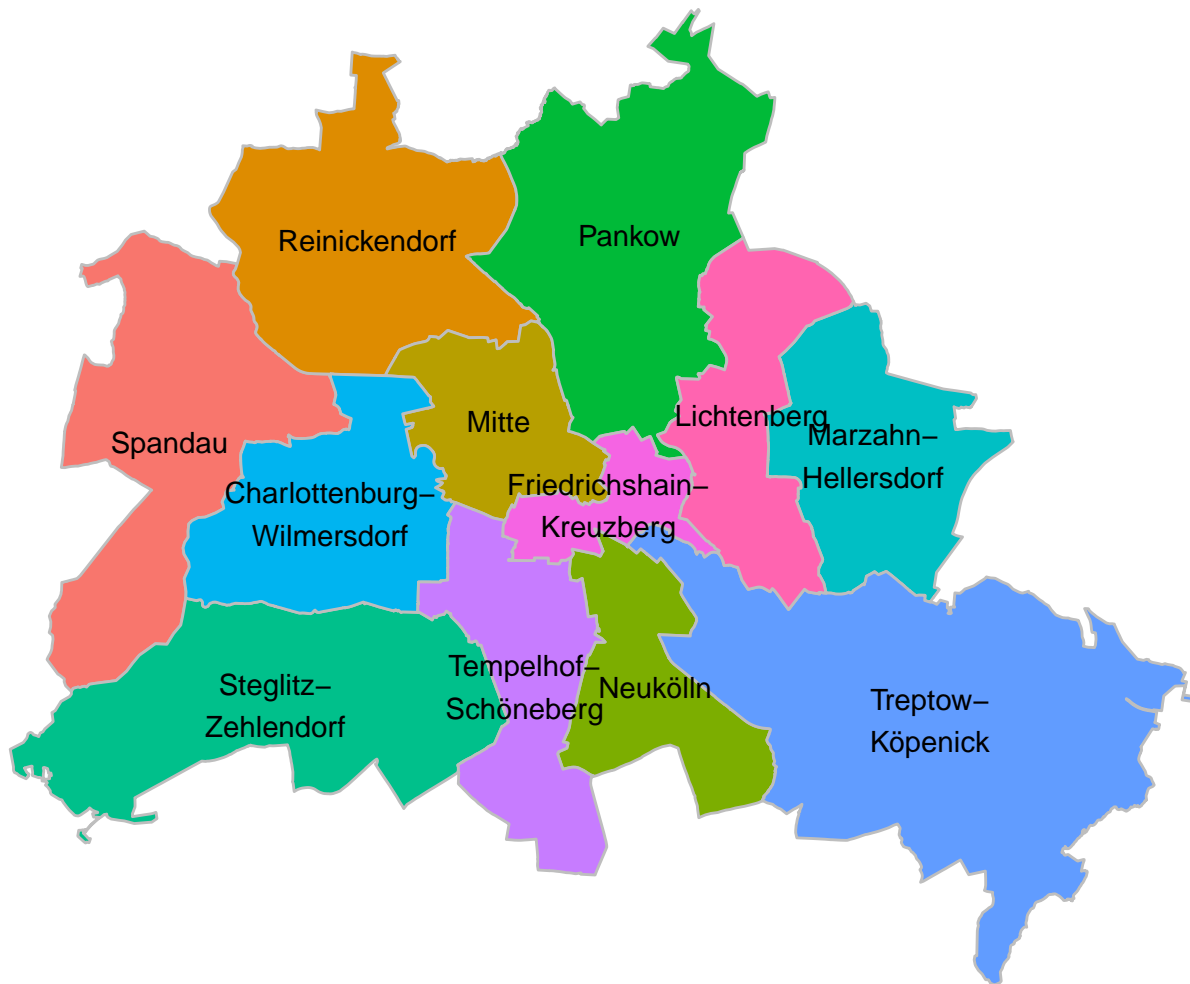 Pankow
Reinickendorf
Lichtenberg
Mitte
Marzahn−
Hellersdorf
Spandau
Friedrichshain−
Kreuzberg
Charlottenburg−
Wilmersdorf
Tempelhof−
Schöneberg
Neukölln
Steglitz−
Zehlendorf
Treptow−
Köpenick